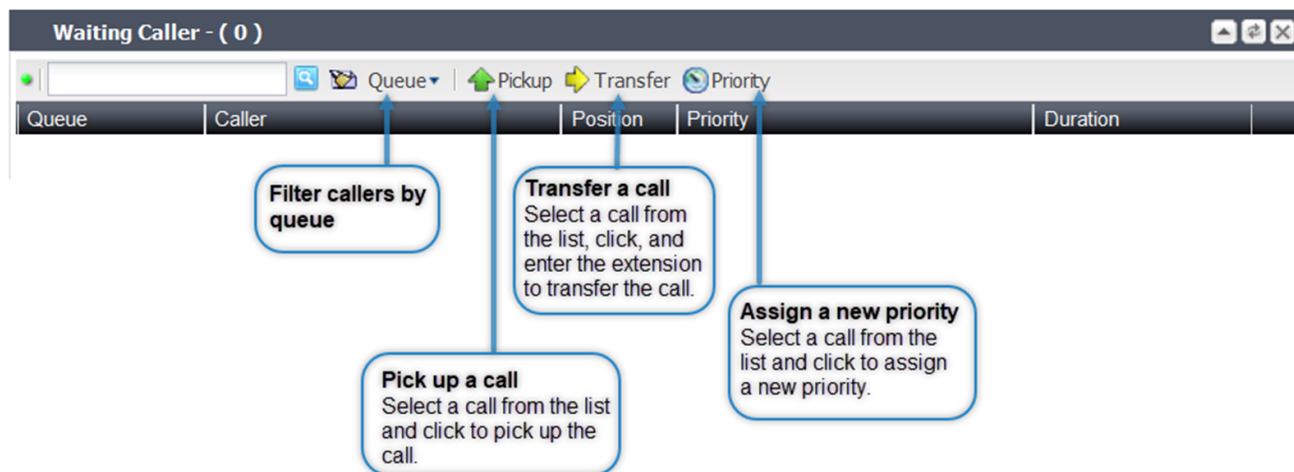 Waiting Caller - ( 0 )
Queue Pickup Transfer Priority
Queue Caller Position Priority Duration
Filter callers by
queue
Transfer a call
Select a call from
the list, click, and
enter the extension
to transfer the call.
Assign a new priority
Select a call from the
list and click to assign
a new priority.
Pick up a call
Select a call from the list
and click to pick up the
call.